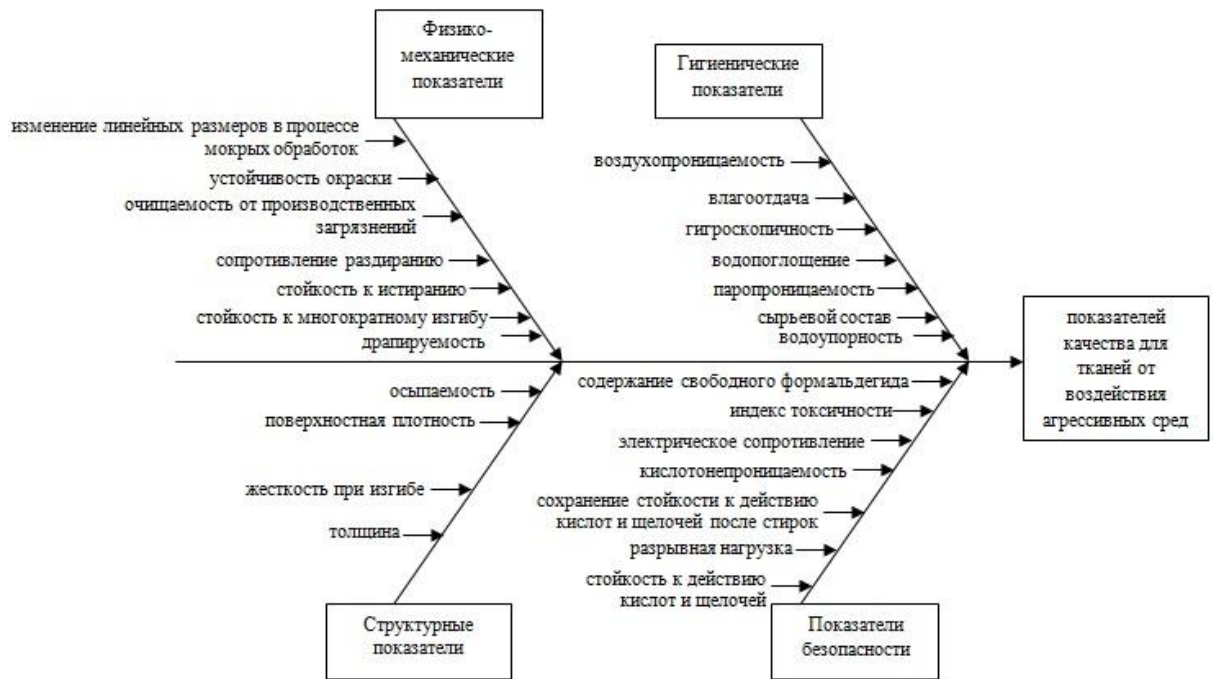 Физико-
механические
показатели
Гигиенические
показатели
изменение линейных размеров в процессе
мокрых обработок
устойчивость окраски
очищаемость от производственных
загрязнений
сопротивление раздиранию
стойкость к истиранию
стойкость к многократному изгибу
драпируемость
воздухопроницаемость
влагоотдача
гигроскопичность
водопоглощение
паропроницаемость
сырьевой состав
водоупорность
показателей
качества для
тканей от
воздействия
агрессивных сред
осыпаемость
поверхностная плотность
жесткость при изгибе
толщина
содержание свободного формальдегида
индекс токсичности
электрическое сопротивление
кислотонепроницаемость
сохранение стойкости к действию
кислот и щелочей после стирок
разрывная нагрузка
стойкость к действию
кислот и щелочей
Структурные
показатели
Показатели
безопасности